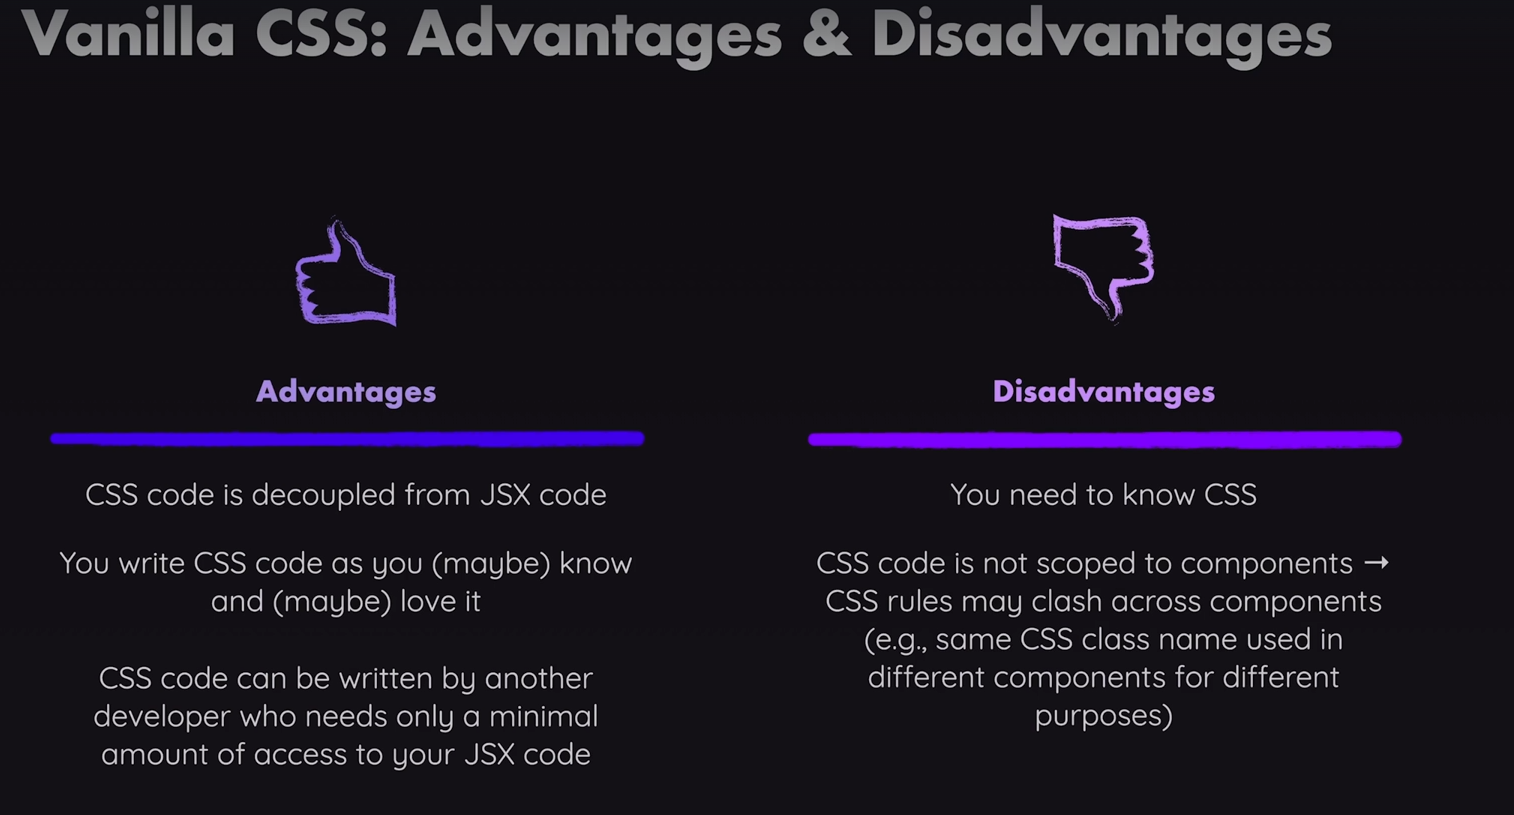 Vanilla CSS: Advantages & Disadvantages
Advantages
CSS code is decoupled from JSX code
You write CSS code as you (maybe) know
and (maybe) love it
CSS code can be written by another
developer who needs only a minimal
amount of access to your JSX code
Disadvantages
You need to know CSS
CSS code is not scoped to components →
CSS rules may clash across components
(e.g., same CSS class name used in
different components for different
purposes)